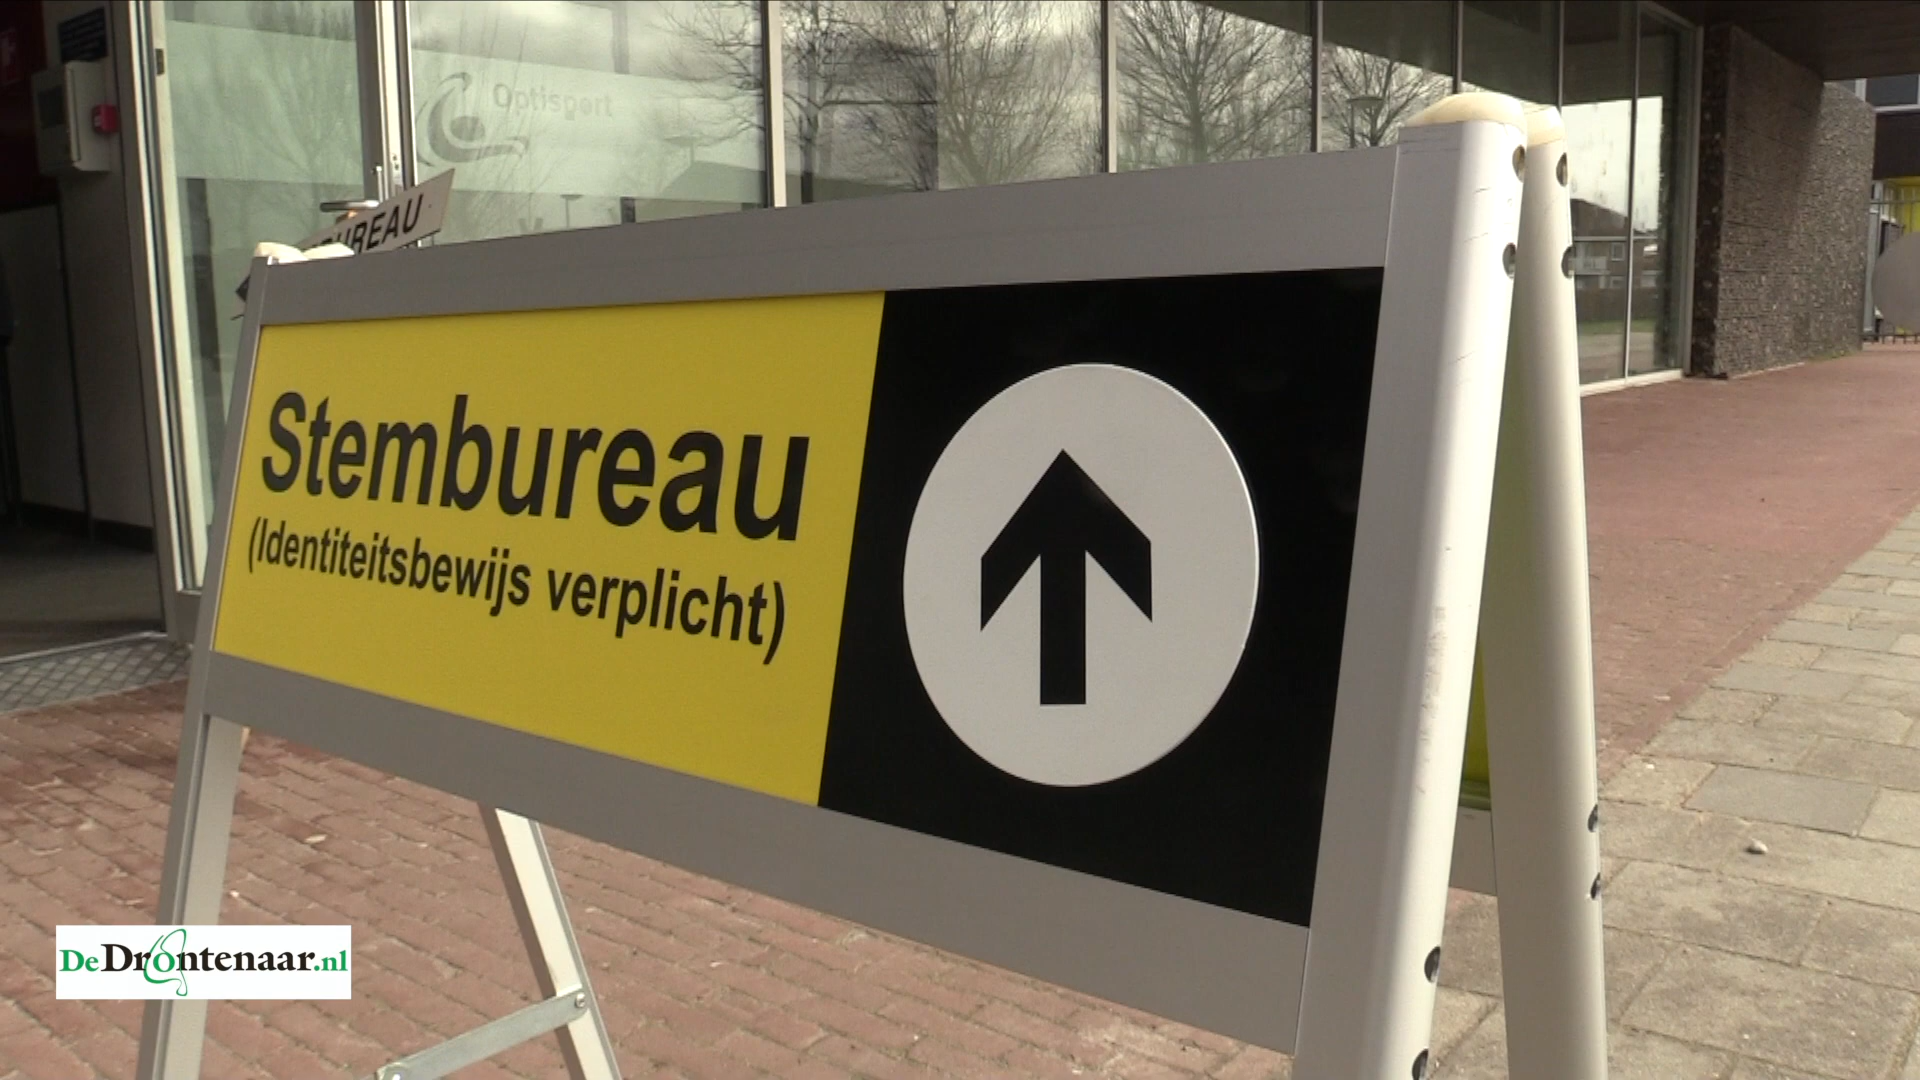 Optisport
BUREAU
Stembureau
(Identiteitsbewijs verplicht)
DeDrontenaar.nl